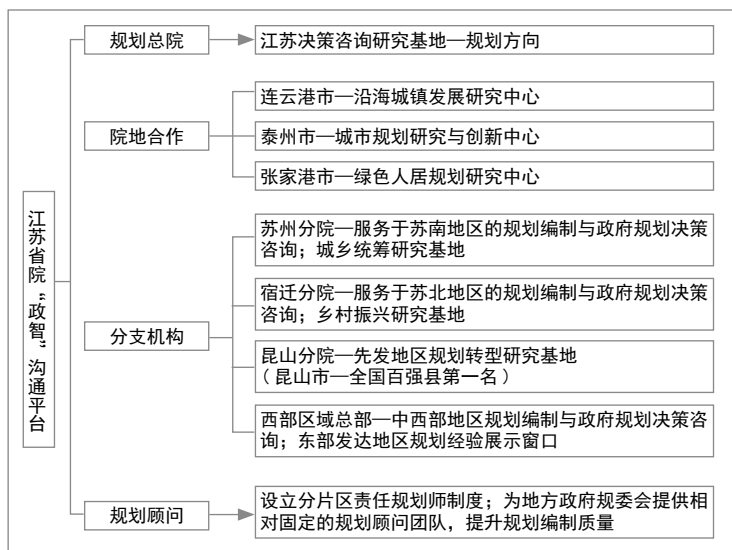 江苏省院“政智”沟通平台
规划总院
江苏决策咨询研究基地—规划方向
院地合作
连云港市—沿海城镇发展研究中心
泰州市—城市规划研究与创新中心
张家港市—绿色人居规划研究中心
分支机构
苏州分院—服务于苏南地区的规划编制与政府规划决策
咨询；城乡统筹研究基地
宿迁分院—服务于苏北地区的规划编制与政府规划决策
咨询；乡村振兴研究基地
昆山分院—先发地区规划转型研究基地
（昆山市—全国百强县第一名）
西部区域总部—中西部地区规划编制与政府规划决策咨
询；东部发达地区规划经验展示窗口
规划顾问
设立分片区责任规划师制度；为地方政府规委会提供相
对固定的规划顾问团队，提升规划编制质量